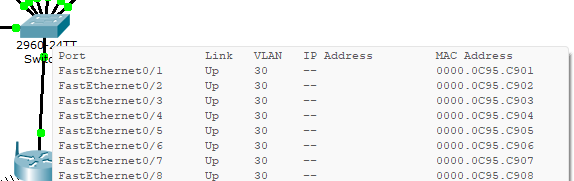 2960-24TT
Switc
Port Link VLAN IP Address MAC Address
FastEthernet0/1 Up 30 -- 0000.0C95.C901
FastEthernet0/2 Up 30 -- 0000.0C95.C902
FastEthernet0/3 Up 30 -- 0000.0C95.C903
FastEthernet0/4 Up 30 -- 0000.0C95.C904
FastEthernet0/5 Up 30 -- 0000.0C95.C905
FastEthernet0/6 Up 30 -- 0000.0C95.C906
FastEthernet0/7 Up 30 -- 0000.0C95.C907
FastEthernet0/8 Up 30 -- 0000.0C95.C908